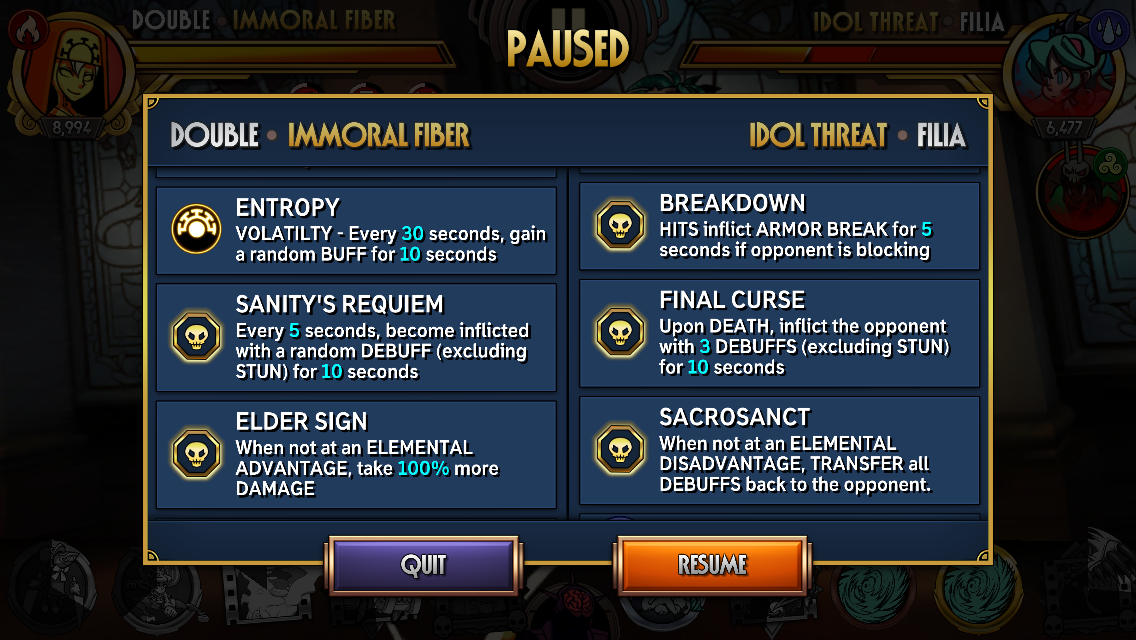 DOUBLE • IMMORAL FIBER
IDOL THREAT • FILIA
PAUSED
8,994
6,477
DOUBLE • IMMORAL FIBER
IDOL THREAT • FILIA
ENTROPY
VOLATILTY - Every 30 seconds, gain
a random BUFF for 10 seconds
SANITY'S REQUIEM
Every 5 seconds, become inflicted
with a random DEBUFF (excluding
STUN) for 10 seconds
ELDER SIGN
When not at an ELEMENTAL
ADVANTAGE, take 100% more
DAMAGE
BREAKDOWN
HITS inflict ARMOR BREAK for 5
seconds if opponent is blocking
FINAL CURSE
Upon DEATH, inflict the opponent
with 3 DEBUFFS (excluding STUN)
for 10 seconds
SACROSANCT
When not at an ELEMENTAL
DISADVANTAGE, TRANSFER all
DEBUFFS back to the opponent.
QUIT
RESUME